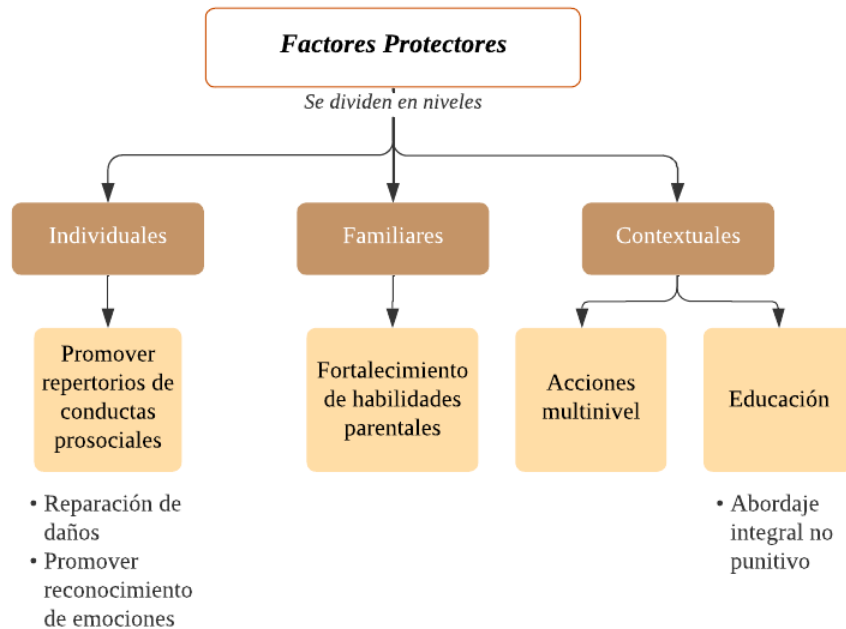 Factores Protectores
Se dividen en niveles
Individuales
Familiares
Contextuales
Promover
repertorios de
conductas
prosociales
Fortalecimiento
de habilidades
parentales
Acciones
multinivel
Educación
• Reparación de
daños
• Promover
reconocimiento
de emociones
• Abordaje
integral no
punitivo